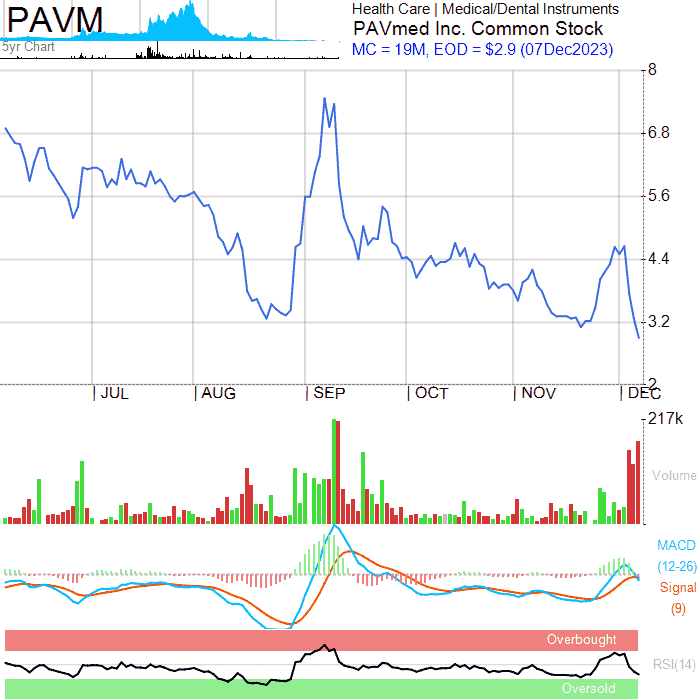 PAVM
Health Care | Medical/Dental Instruments
PAVmed Inc. Common Stock
MC = 19M, EOD = $2.9 (07Dec2023)
5yr Chart
8
6.8
5.6
4.4
3.2
2
JUL AUG SEP OCT NOV DEC
217k
Volume
MACD
(12-26)
Signal
(9)
Overbought
RSI(14)
Oversold